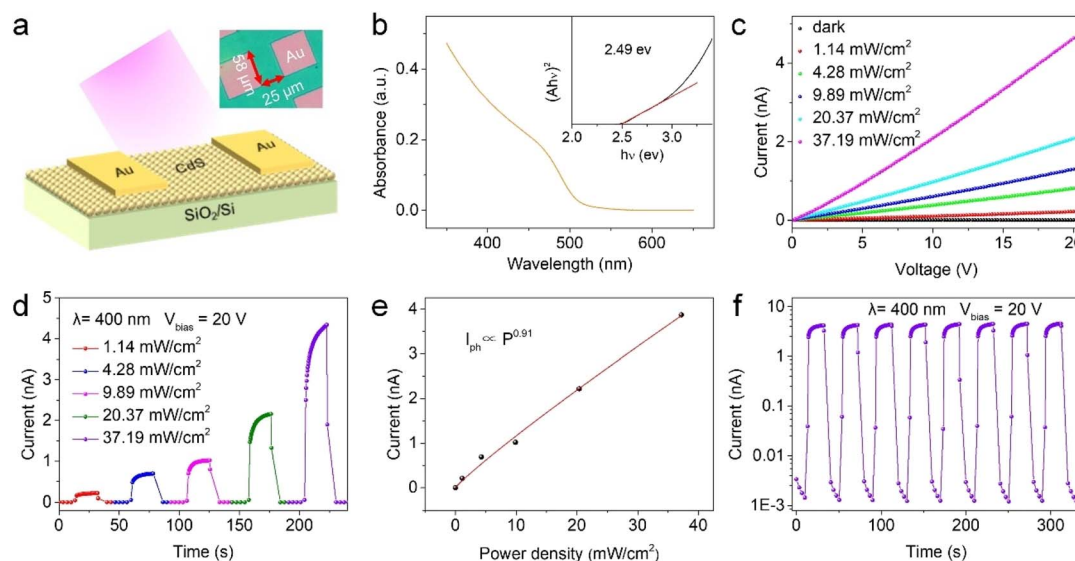 a
58 μm
Au
25 μm
Au
CdS
Au
SiO2/Si
b
Absorbance (a.u.)
0.4
0.2
0.0
400
500
600
Wavelength (nm)
2.49 ev
(Ahν)²
2.0
2.5
3.0
hν (ev)
c
dark
1.14 mW/cm²
4.28 mW/cm²
9.89 mW/cm²
20.37 mW/cm²
37.19 mW/cm²
Current (nA)
4
2
0
0
5
10
15
20
Voltage (V)
d
λ= 400 nm Vbias = 20 V
1.14 mW/cm²
4.28 mW/cm²
9.89 mW/cm²
20.37 mW/cm²
37.19 mW/cm²
Current (nA)
5
4
3
2
1
0
0
50
100
150
200
Time (s)
e
Iph∝ P0.91
Current (nA)
4
3
2
1
0
0
10
20
30
40
Power density (mW/cm²)
f
λ= 400 nm Vbias = 20 V
Current (nA)
10
1
0.1
0.01
1E-3
0
100
200
300
Time (s)